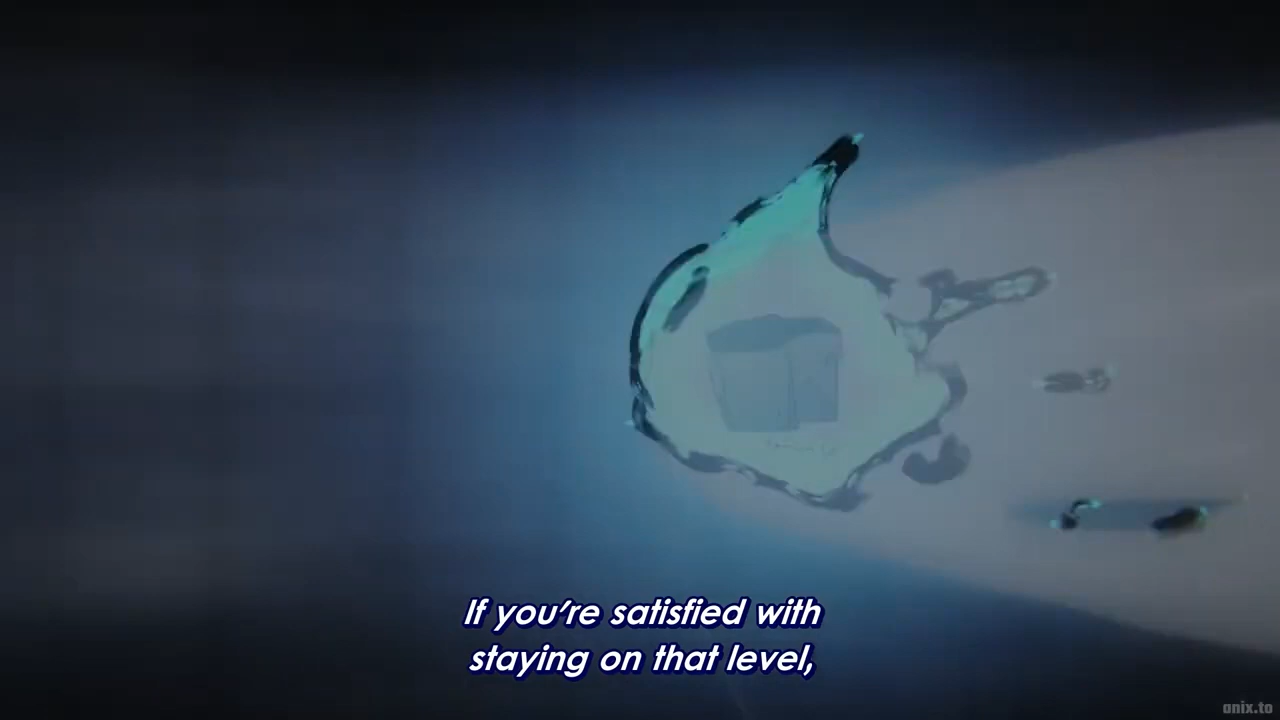 If you're satisfied with
staying on that level,
anix.to